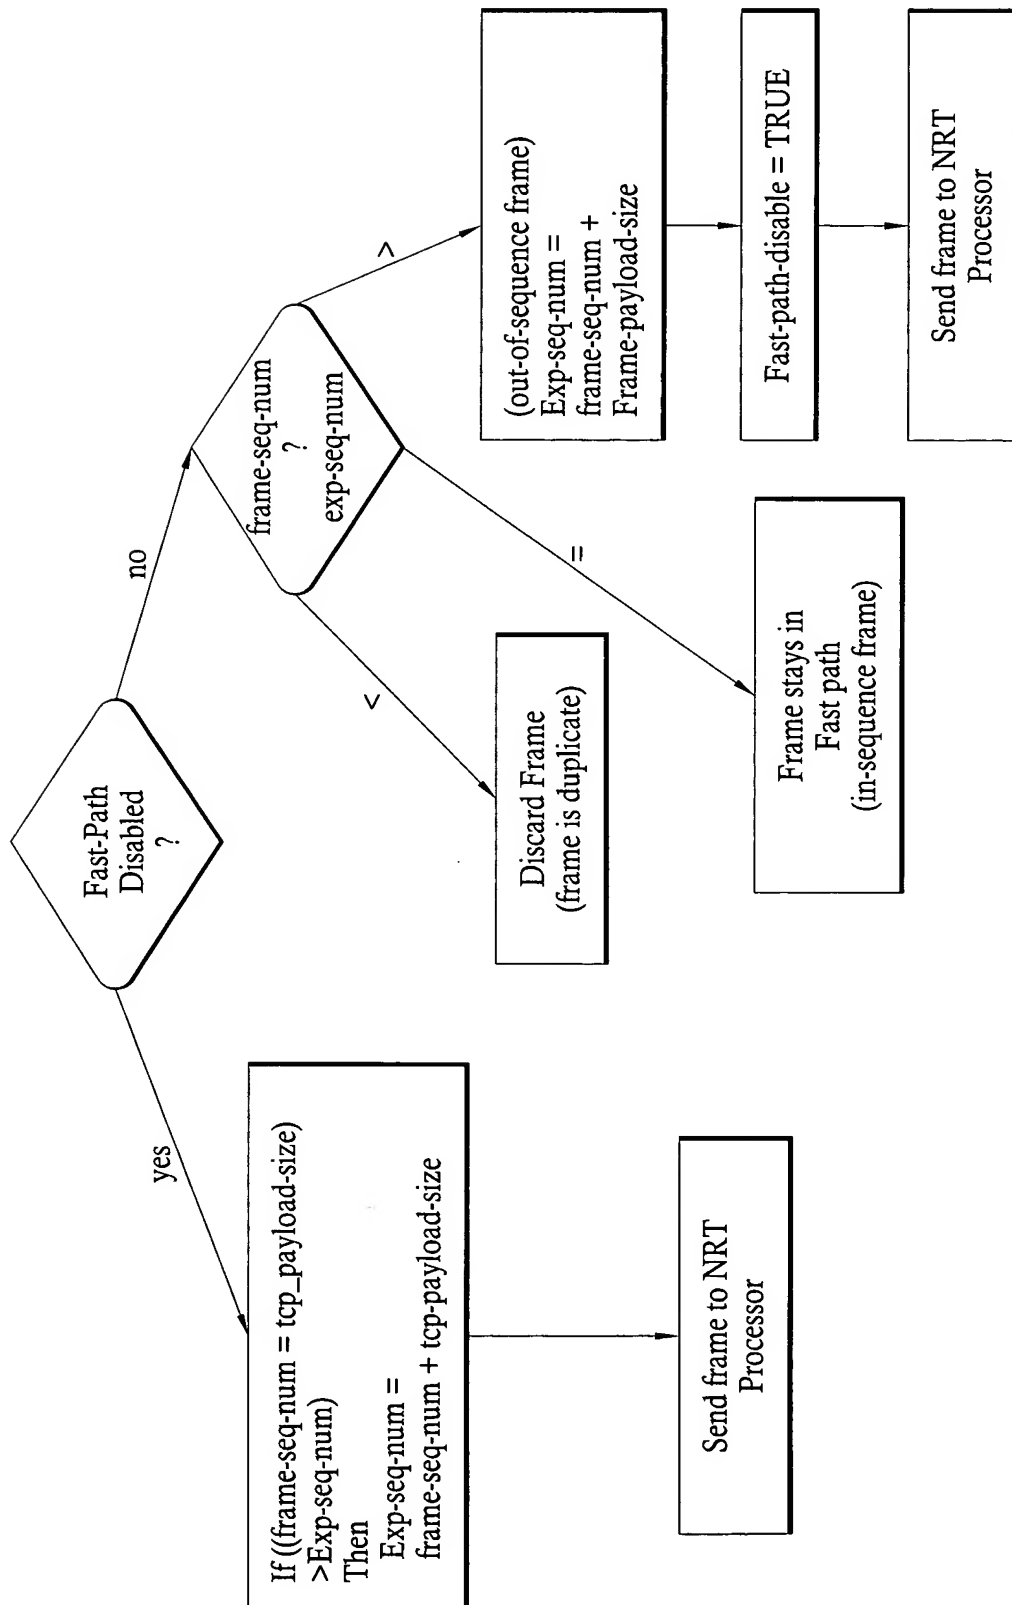 Fast-Path
Disabled
?
yes
no
If ((frame-seq-num = tcp_payload-size)
>Exp-seq-num)
Then
Exp-seq-num =
frame-seq-num + tcp-payload-size
Send frame to NRT
Processor
frame-seq-num
?
exp-seq-num
<
=
>
Discard Frame
(frame is duplicate)
Frame stays in
Fast path
(in-sequence frame)
(out-of-sequence frame)
Exp-seq-num =
frame-seq-num +
Frame-payload-size
Fast-path-disable = TRUE
Send frame to NRT
Processor